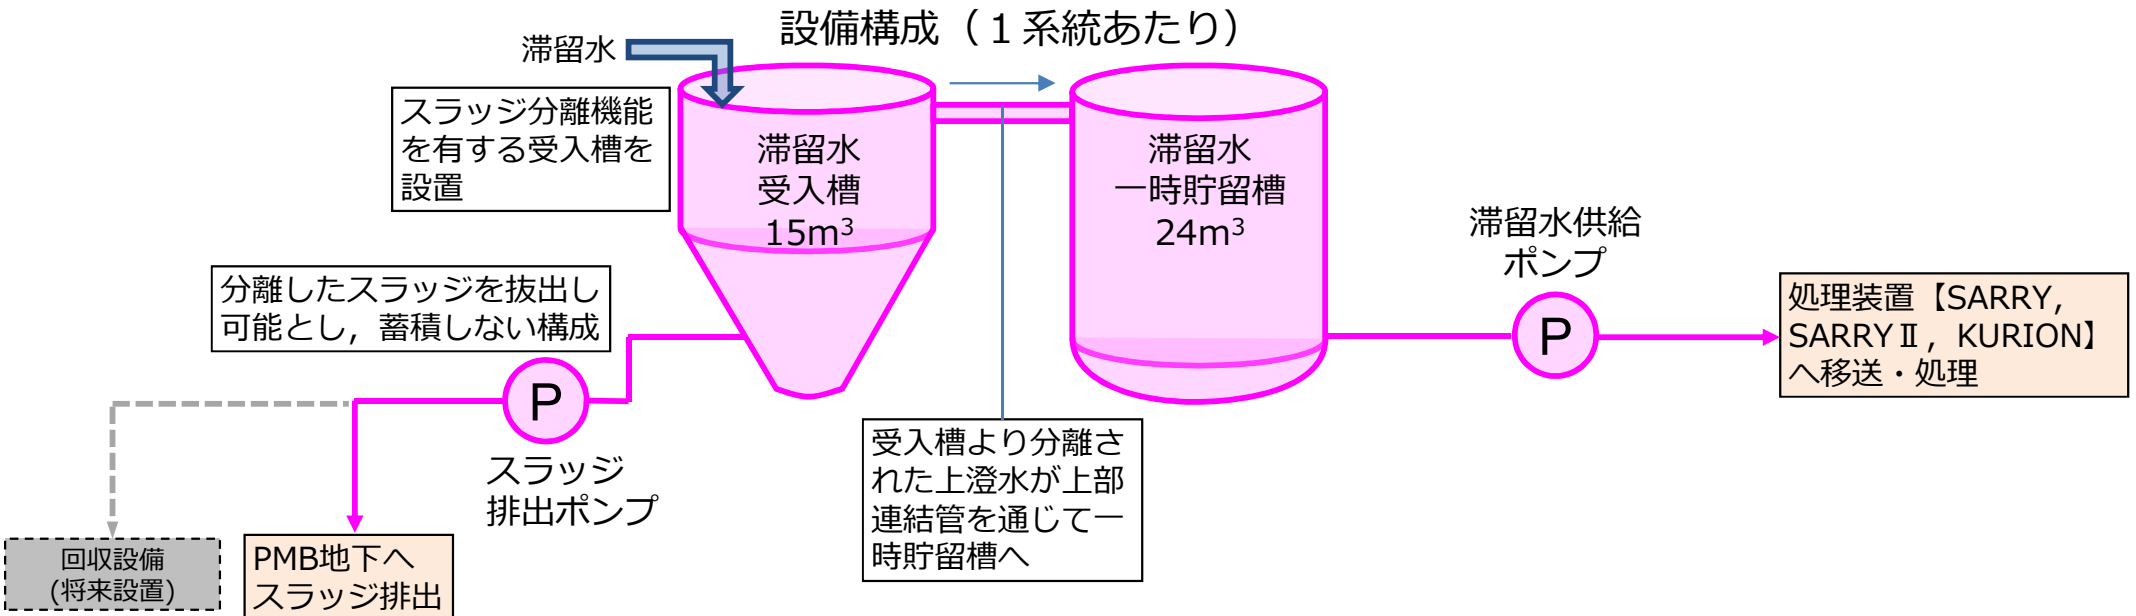 設備構成（１系統あたり）
滞留水
スラッジ分離機能
を有する受入槽を
設置
滞留水
受入槽
15m³
滞留水
一時貯留槽
24m³
滞留水供給
ポンプ
P
処理装置【SARRY，
SARRYⅡ，KURION】
へ移送・処理
分離したスラッジを抜出し
可能とし，蓄積しない構成
P
スラッジ
排出ポンプ
受入槽より分離さ
れた上澄水が上部
連結管を通じて一
時貯留槽へ
回収設備
(将来設置)
PMB地下へ
スラッジ排出